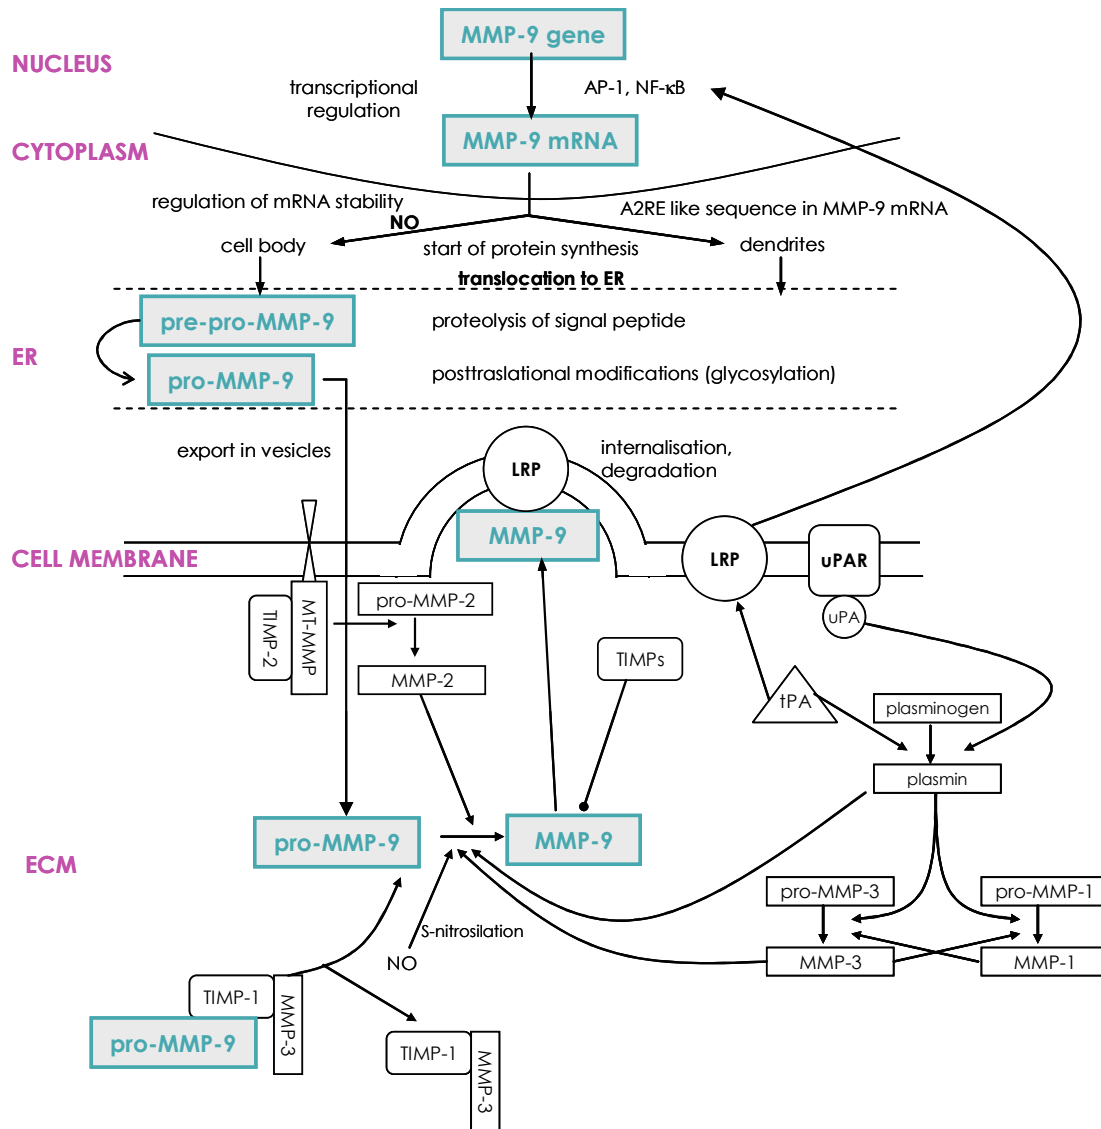 MMP-9 gene
NUCLEUS
transcriptional
regulation
AP-1, NF-κB
MMP-9 mRNA
CYTOPLASM
regulation of mRNA stability
NO
A2RE like sequence in MMP-9 mRNA
cell body
start of protein synthesis
dendrites
translocation to ER
pre-pro-MMP-9
proteolysis of signal peptide
ER
pro-MMP-9
posttraslational modifications (glycosylation)
export in vesicles
LRP
internalisation,
degradation
MMP-9
CELL MEMBRANE
LRP
uPAR
uPA
TIMP-2
MT-MMP
pro-MMP-2
MMP-2
TIMPs
tPA
plasminogen
plasmin
pro-MMP-9
MMP-9
ECM
pro-MMP-3
pro-MMP-1
S-nitrosilation
NO
MMP-3
MMP-1
TIMP-1
MMP-3
pro-MMP-9
TIMP-1
MMP-3